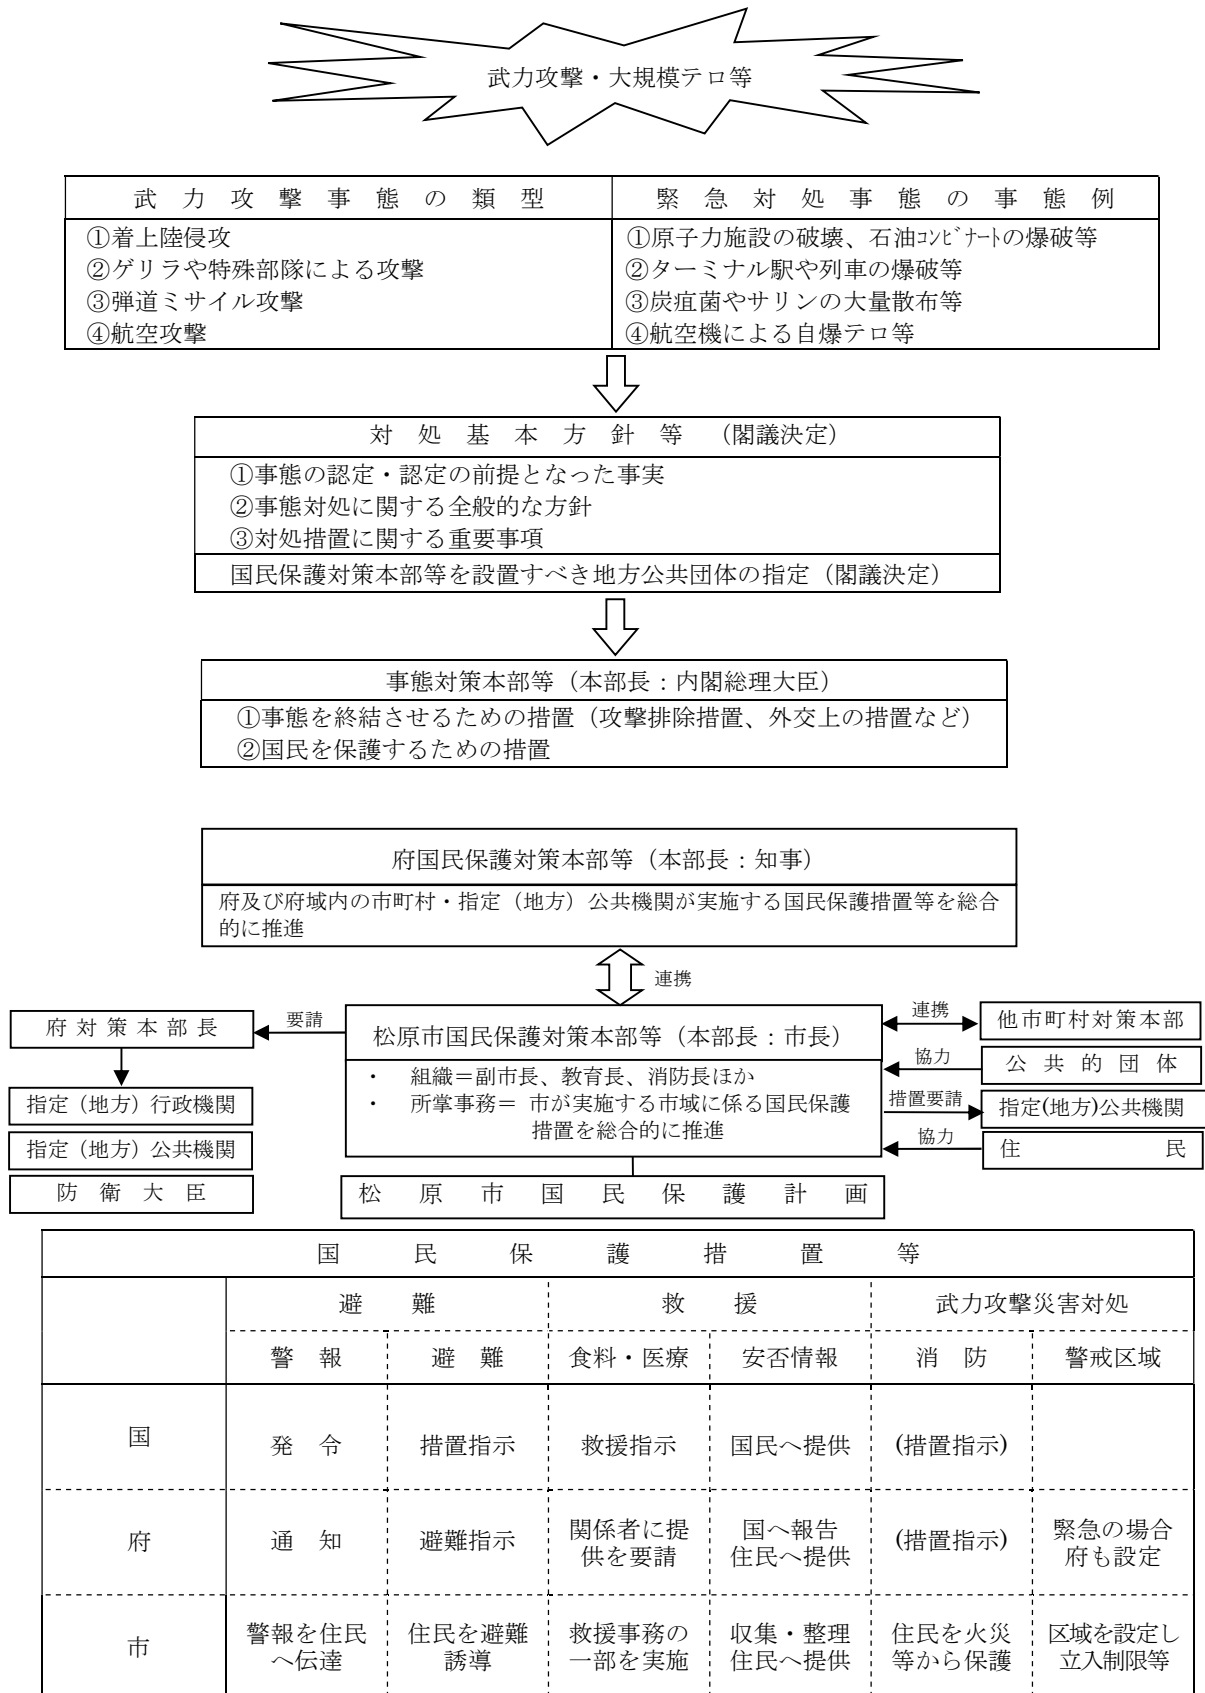 武力攻撃・大規模テロ等
武力攻撃事態の類型
緊急対処事態の事態例
①着上陸侵攻
②ゲリラや特殊部隊による攻撃
③弾道ミサイル攻撃
④航空攻撃
①原子力施設の破壊、石油ｺﾝﾋﾞﾅｰﾄの爆破等
②ターミナル駅や列車の爆破等
③炭疽菌やサリンの大量散布等
④航空機による自爆テロ等
対処基本方針等（閣議決定）
①事態の認定・認定の前提となった事実
②事態対処に関する全般的な方針
③対処措置に関する重要事項
国民保護対策本部等を設置すべき地方公共団体の指定（閣議決定）
事態対策本部等（本部長：内閣総理大臣）
①事態を終結させるための措置（攻撃排除措置、外交上の措置など）
②国民を保護するための措置
府国民保護対策本部等（本部長：知事）
府及び府域内の市町村・指定（地方）公共機関が実施する国民保護措置等を総合
的に推進
連携
府対策本部長
要請
指定（地方）行政機関
指定（地方）公共機関
防衛大臣
松原市国民保護対策本部等（本部長：市長）
・　組織＝副市長、教育長、消防長ほか
・　所掌事務＝ 市が実施する市域に係る国民保護
措置を総合的に推進
松原市国民保護計画
連携
他市町村対策本部
協力
公共的団体
措置要請
指定(地方)公共機関
協力
住民
国民保護措置等
避難
救援
武力攻撃災害対処
警報
避難
食料・医療
安否情報
消防
警戒区域
国
発令
措置指示
救援指示
国民へ提供
(措置指示)
府
通知
避難指示
関係者に提
供を要請
国へ報告
住民へ提供
(措置指示)
緊急の場合
府も設定
市
警報を住民
へ伝達
住民を避難
誘導
救援事務の
一部を実施
収集・整理
住民へ提供
住民を火災
等から保護
区域を設定し
立入制限等